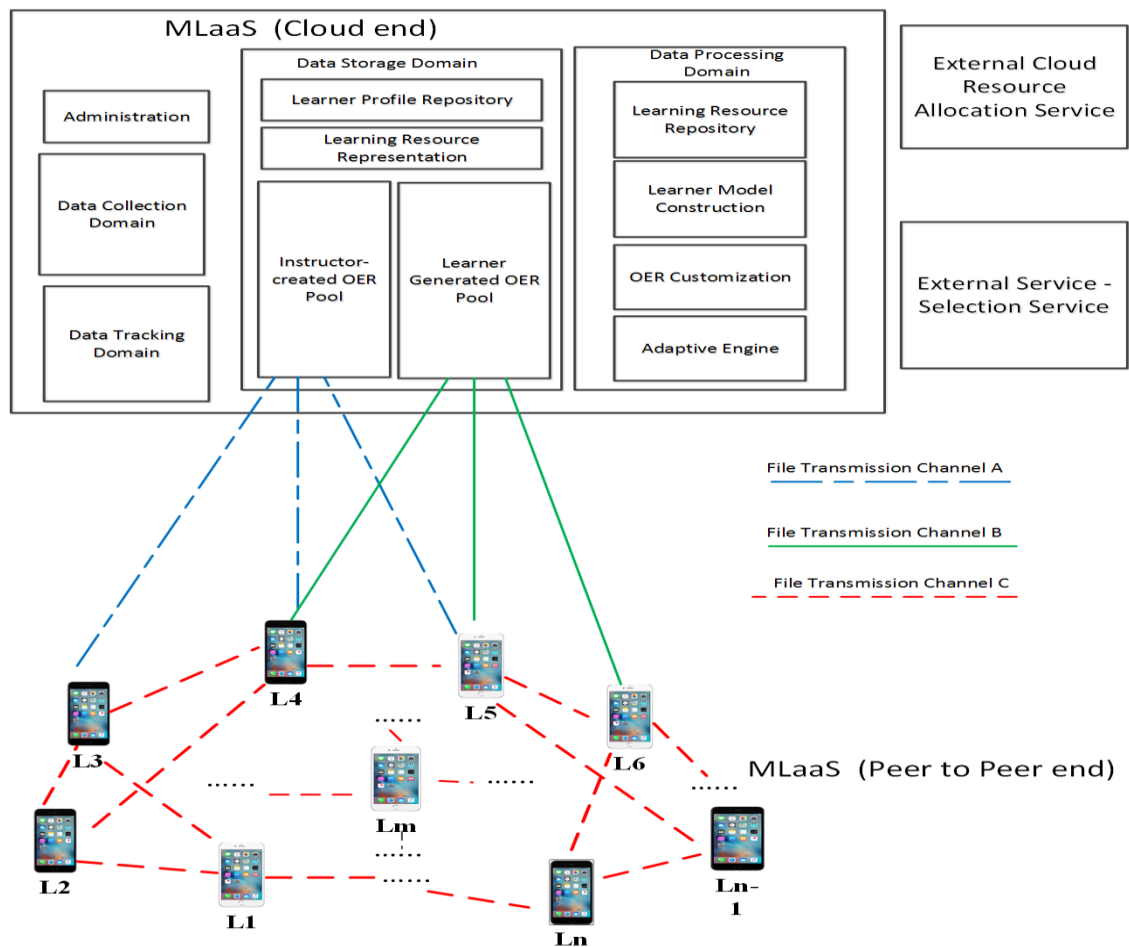 MLaaS (Cloud end)
Data Storage Domain
Learner Profile Repository
Learning Resource
Representation
Instructor-
created OER
Pool
Learner
Generated OER
Pool
Administration
Data Collection
Domain
Data Tracking
Domain
Data Processing
Domain
Learning Resource
Repository
Learner Model
Construction
OER Customization
Adaptive Engine
External Cloud
Resource
Allocation Service
External Service -
Selection Service
File Transmission Channel A
File Transmission Channel B
File Transmission Channel C
L4
L5
L3
L6
......
MLaaS (Peer to Peer end)
......
......
......
Lm
......
L2
L1
Ln
Ln-
1